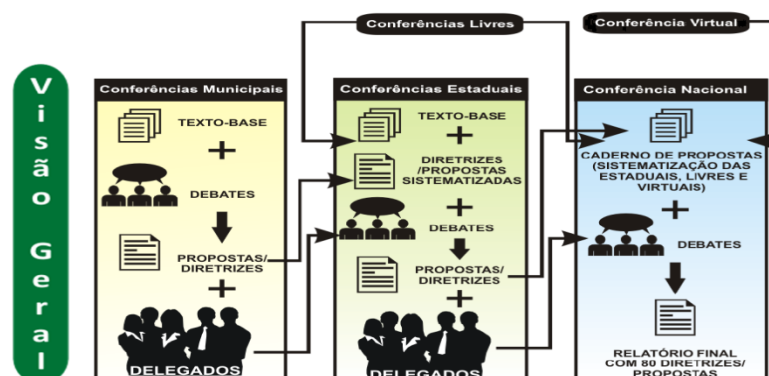 Conferências Livres
Conferência Virtual
Visão Geral
Conferências Municipais
TEXTO-BASE
+
DEBATES
PROPOSTAS/
DIRETRIZES
+
DELEGADOS
Conferências Estaduais
TEXTO-BASE
+
DIRETRIZES
/PROPOSTAS
SISTEMATIZADAS
+
DEBATES
PROPOSTAS/
DIRETRIZES
+
DELEGADOS
Conferência Nacional
CADERNO DE PROPOSTAS
(SISTEMATIZAÇÃO DAS
ESTADUAIS, LIVRES E
VIRTUAIS)
+
DEBATES
RELATÓRIO FINAL
COM 80 DIRETRIZES/
PROPOSTAS